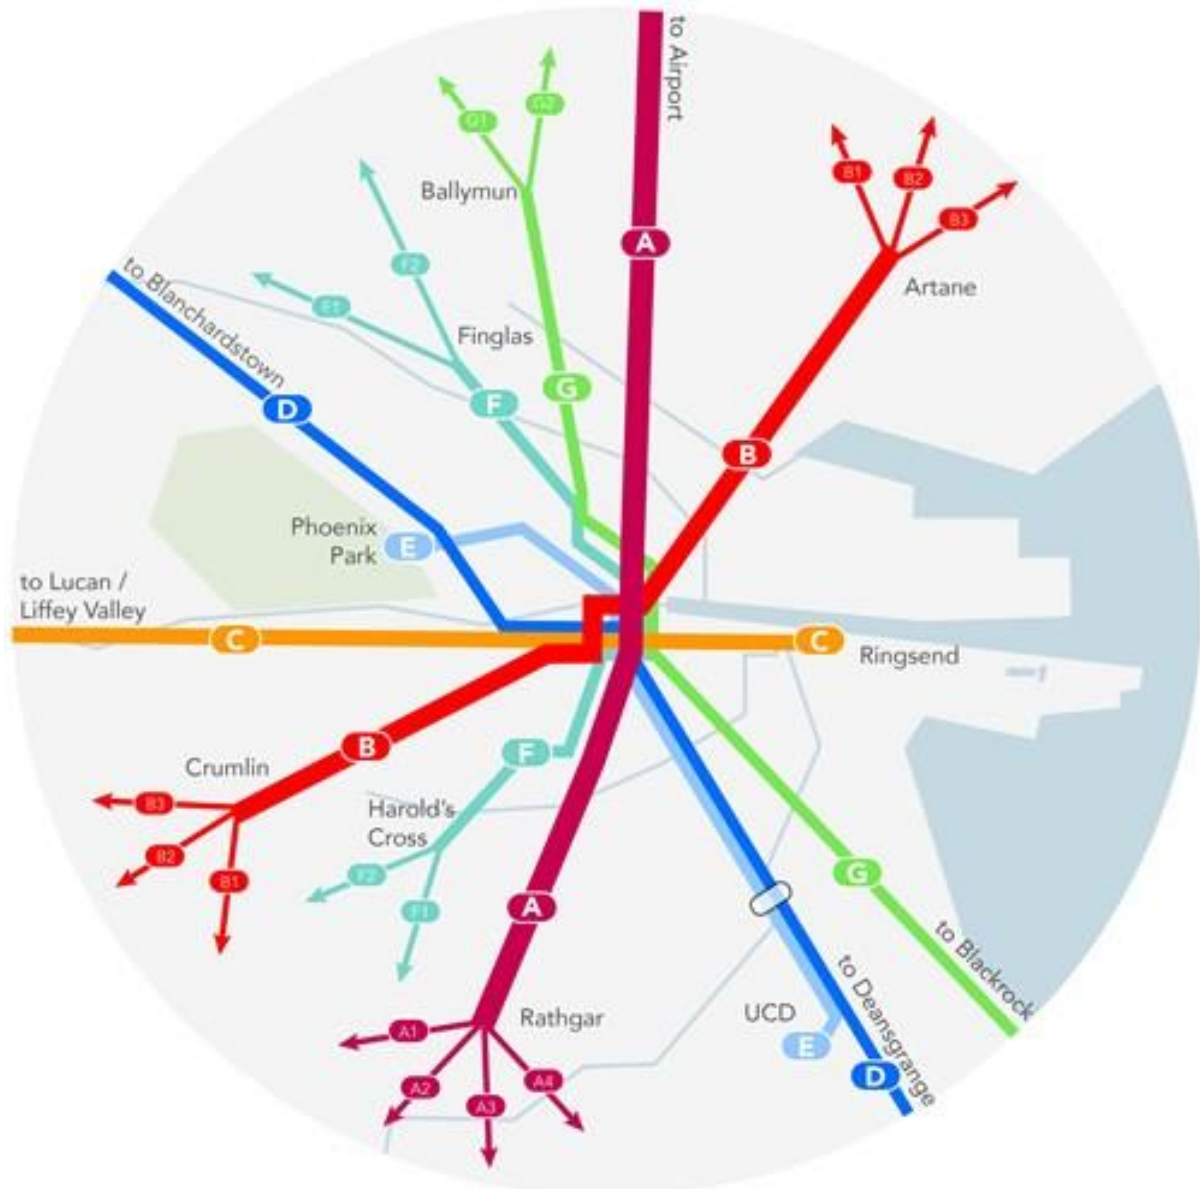 to Airport
G2
G1
B1
B2
B3
Ballymun
A
F2
to Blanchardstown
F1
Artane
Finglas
G
F
D
B
Phoenix
Park
E
to Lucan /
Liffey Valley
C
C
Ringsend
B
F
Crumlin
B3
Harold's
Cross
B2
F2
B1
G
A
F1
to Blackrock
to Deansgrange
UCD
Rathgar
A1
E
D
A2
A4
A3